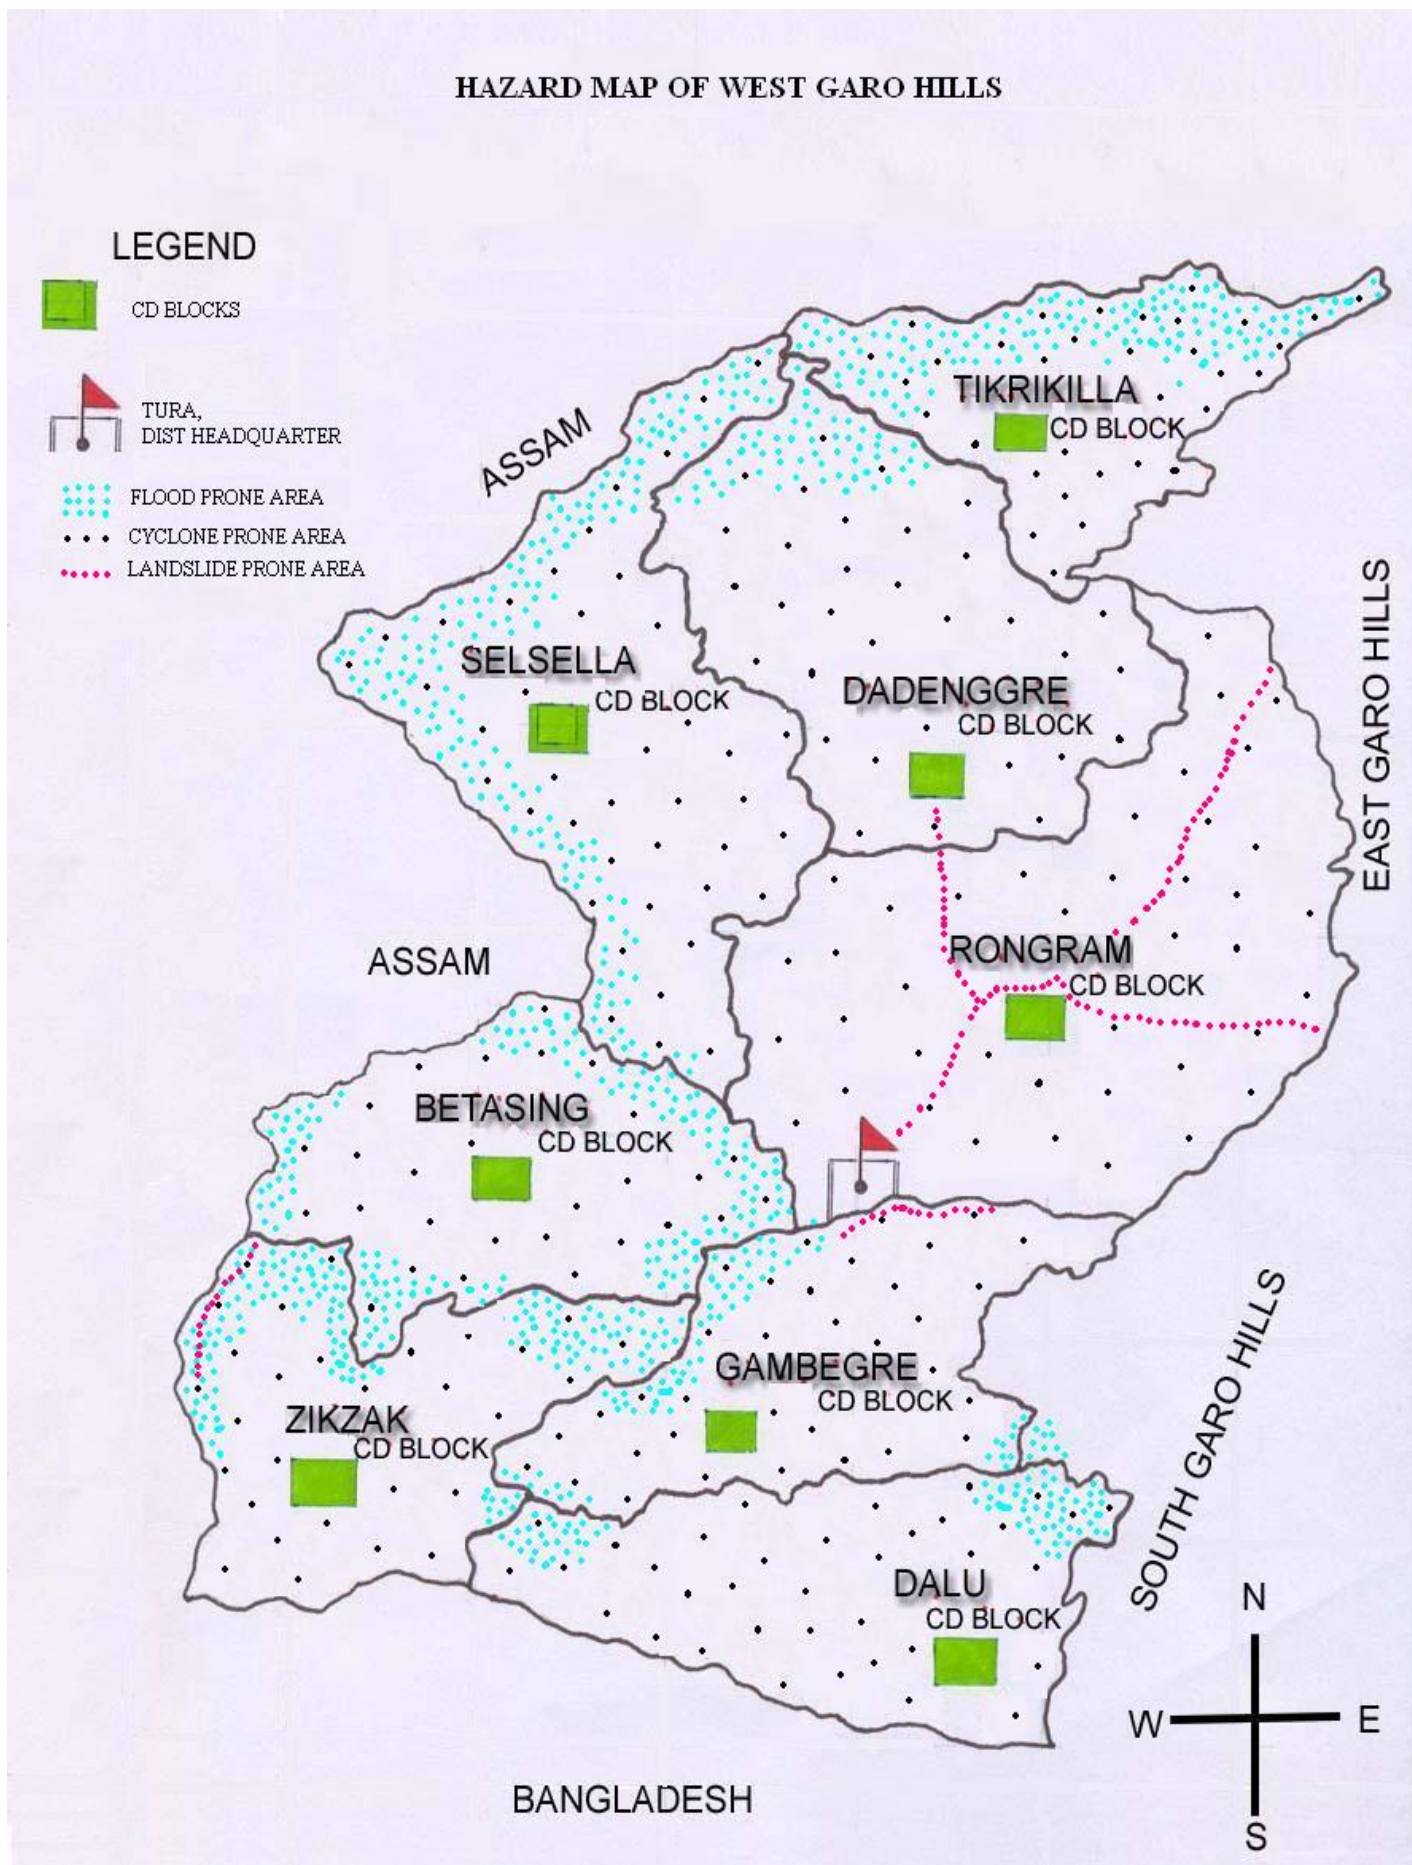 HAZARD MAP OF WEST GARO HILLS
LEGEND
CD BLOCKS
TURA,
DIST HEADQUARTER
FLOOD PRONE AREA
CYCLONE PRONE AREA
LANDSLIDE PRONE AREA
ASSAM
TIKRIKILLA
CD BLOCK
SELSELLA
CD BLOCK
DADENGGRE
CD BLOCK
EAST GARO HILLS
ASSAM
RONGRAM
CD BLOCK
BETASING
CD BLOCK
GAMBEGRE
CD BLOCK
ZIKZAK
CD BLOCK
SOUTH GARO HILLS
DALU
CD BLOCK
N
W
E
S
BANGLADESH